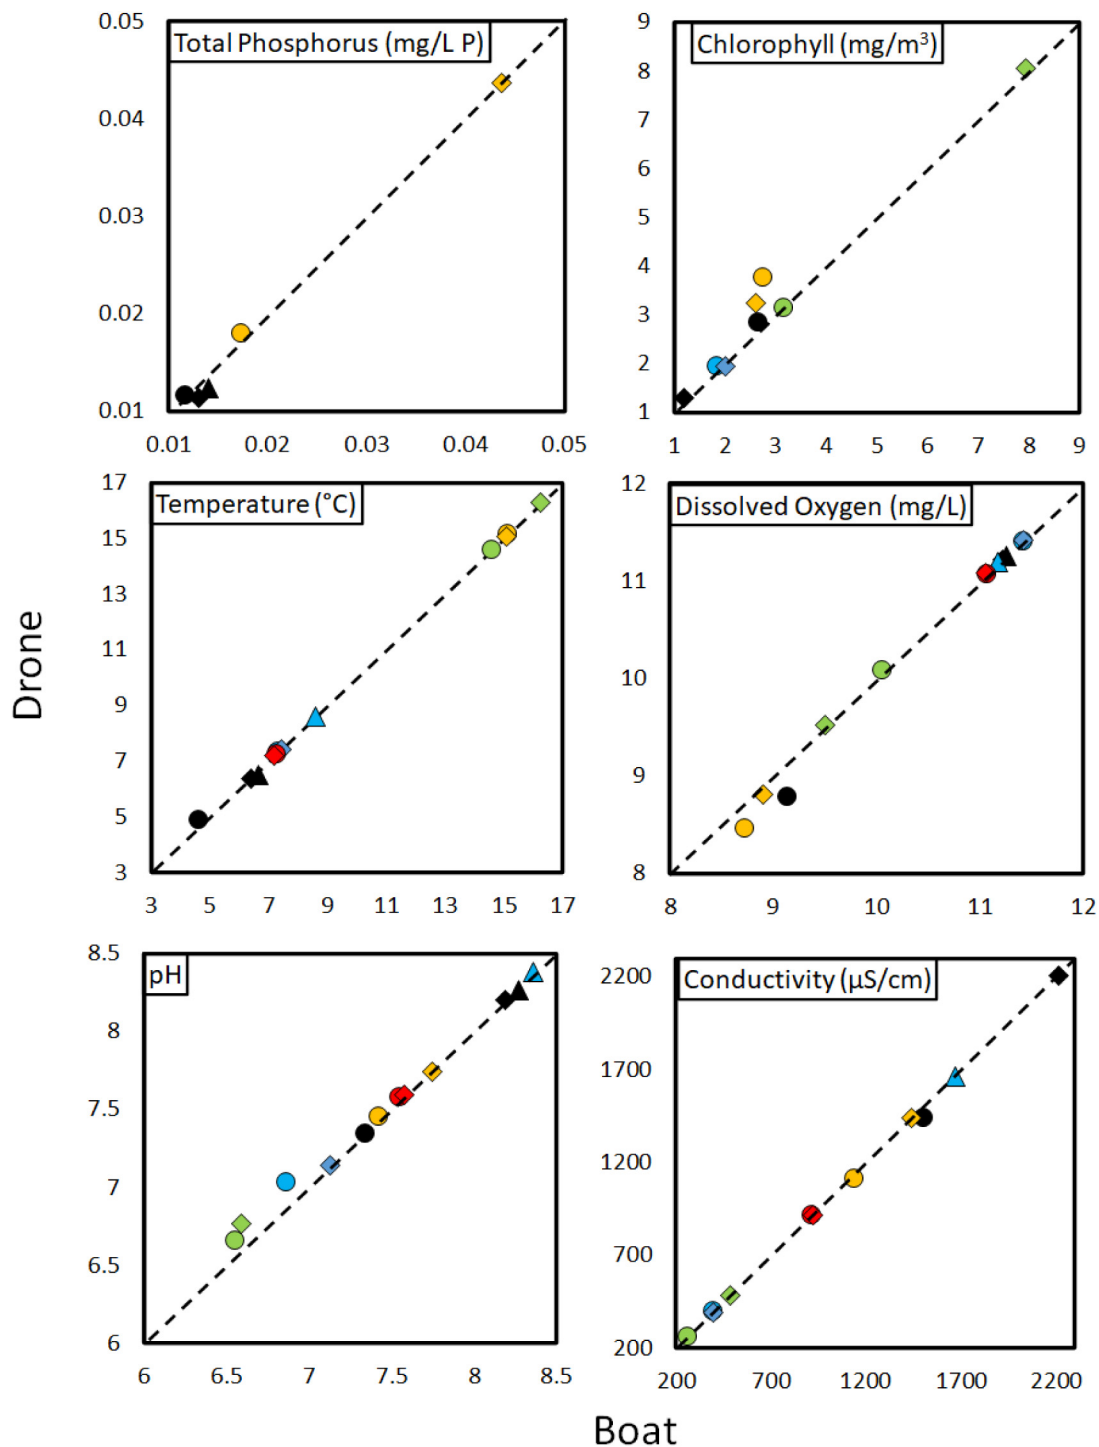 Total Phosphorus (mg/L P)
0.05
0.04
0.03
0.02
0.01
0.01 0.02 0.03 0.04 0.05
Chlorophyll (mg/m³)
9
8
7
6
5
4
3
2
1
1 2 3 4 5 6 7 8 9
Drone
Temperature (°C)
17
15
13
11
9
7
5
3
3 5 7 9 11 13 15 17
Dissolved Oxygen (mg/L)
12
11
10
9
8
8 9 10 11 12
pH
8.5
8
7.5
7
6.5
6
6 6.5 7 7.5 8 8.5
Conductivity (µS/cm)
2200
1700
1200
700
200
200 700 1200 1700 2200
Boat